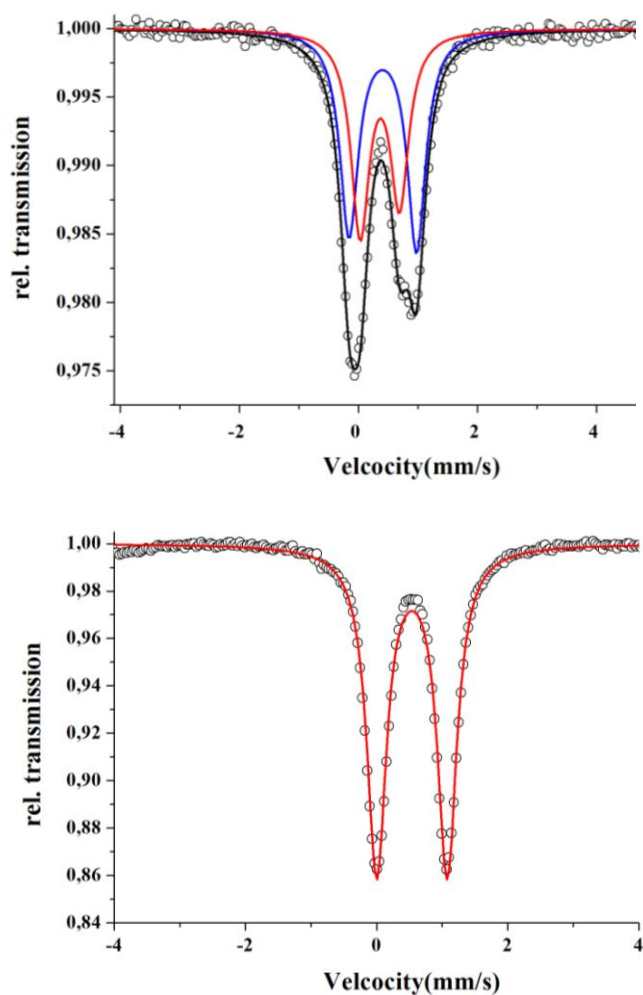 1,000
0,995
0,990
0,985
0,980
0,975
rel. transmission
-4 -2 0 2 4
Velcocity(mm/s)
1,00
0,98
0,96
0,94
0,92
0,90
0,88
0,86
0,84
rel. transmission
-4 -2 0 2 4
Velcocity(mm/s)